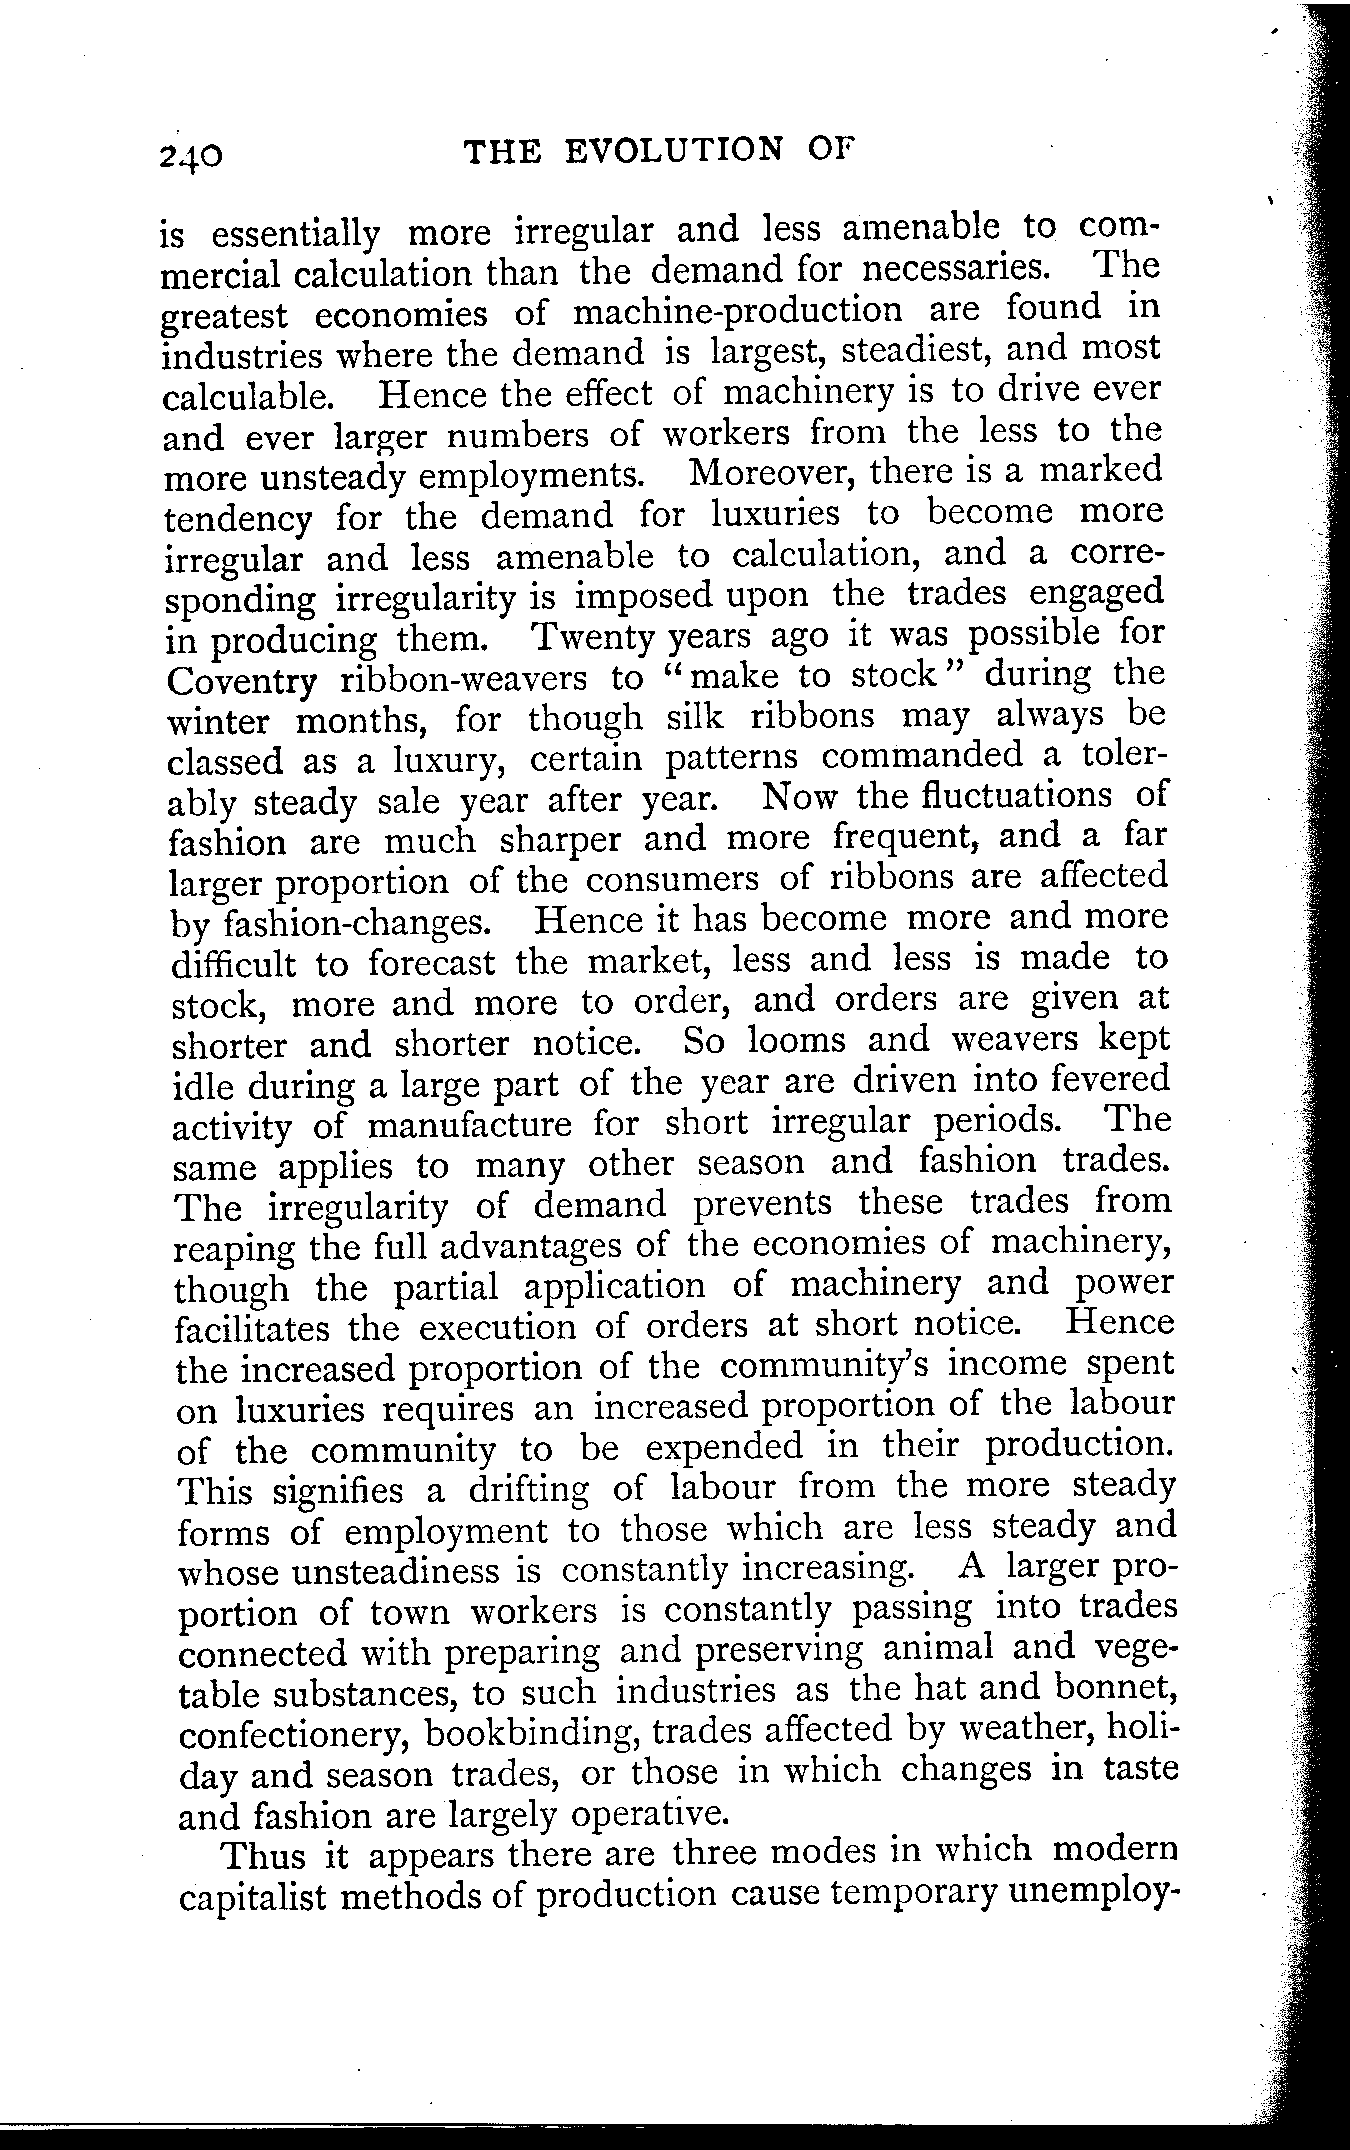 240 THE EVOLUTION OF
is essentially more irregular and less amenable to com-
mercial calculation than the demand for necessaries. The
greatest economies of machine-production are found in
industries where the demand is largest, steadiest, and most
calculable. Hence the effect of machinery is to drive ever
and ever larger numbers of workers from the less to the
more unsteady employments. Moreover, there is a marked
tendency for the demand for luxuries to become more
irregular and less amenable to calculation, and a corre-
sponding irregularity is imposed upon the trades engaged
in producing them. Twenty years ago it was possible for
Coventry ribbon-weavers to "make to stock" during the
winter months, for though silk ribbons may always be
classed as a luxury, certain patterns commanded a toler-
ably steady sale year after year. Now the fluctuations of
fashion are much sharper and more frequent, and a far
larger proportion of the consumers of ribbons are affected
by fashion-changes. Hence it has become more and more
difficult to forecast the market, less and less is made to
stock, more and more to order, and orders are given at
shorter and shorter notice. So looms and weavers kept
idle during a large part of the year are driven into fevered
activity of manufacture for short irregular periods. The
same applies to many other season and fashion trades.
The irregularity of demand prevents these trades from
reaping the full advantages of the economies of machinery,
though the partial application of machinery and power
facilitates the execution of orders at short notice. Hence
the increased proportion of the community's income spent
on luxuries requires an increased proportion of the labour
of the community to be expended in their production.
This signifies a drifting of labour from the more steady
forms of employment to those which are less steady and
whose unsteadiness is constantly increasing. A larger pro-
portion of town workers is constantly passing into trades
connected with preparing and preserving animal and vege-
table substances, to such industries as the hat and bonnet,
confectionery, bookbinding, trades affected by weather, holi-
day and season trades, or those in which changes in taste
and fashion are largely operative.
Thus it appears there are three modes in which modern
capitalist methods of production cause temporary unemploy-